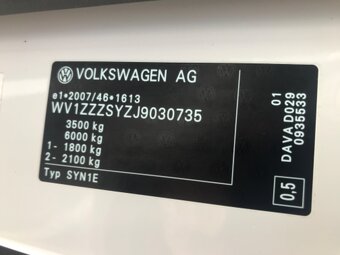 VOLKSWAGEN AG
e1*2007/46*1613
WV1ZZZSYZJ9030735
3500 kg
6000 kg
1- 1800 kg
2- 2100 kg
Typ SYN1E
01
DAVA D029
0935533
0,5